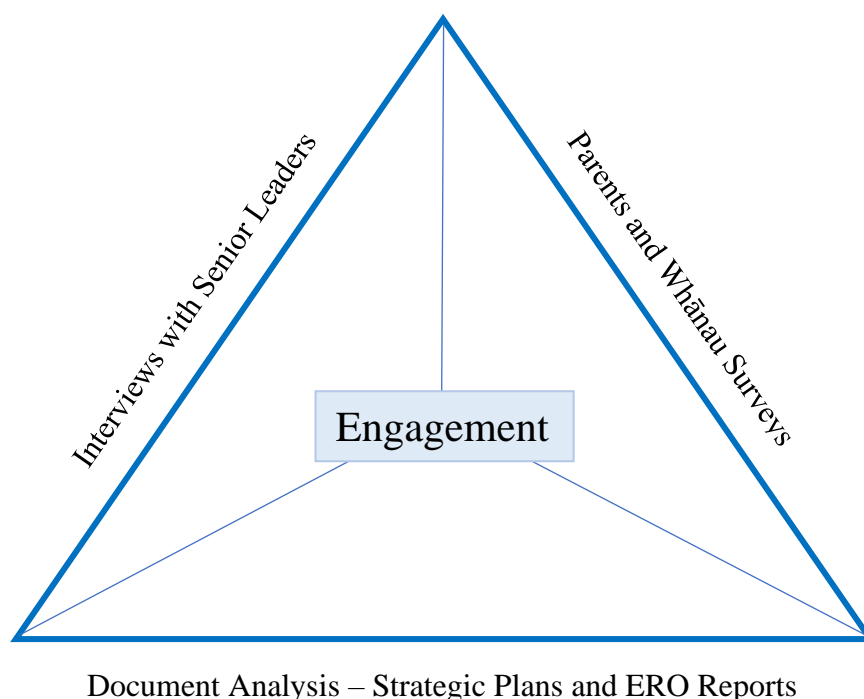 Interviews with Senior Leaders
Parents and Whānau Surveys
Engagement
Document Analysis – Strategic Plans and ERO Reports